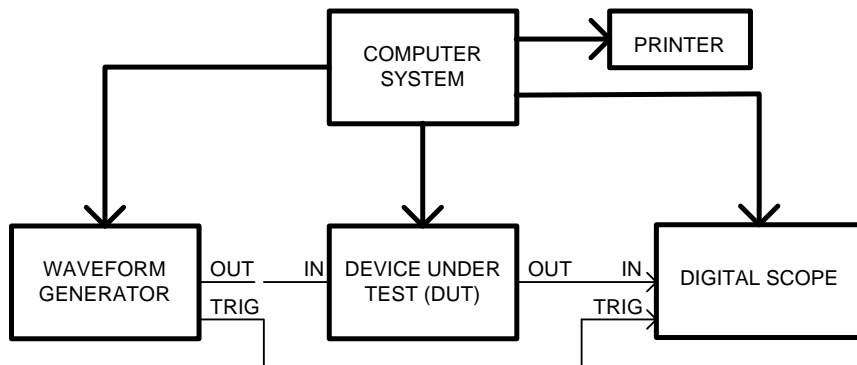 COMPUTER
SYSTEM
PRINTER
WAVEFORM
GENERATOR
OUT
TRIG
IN
DEVICE UNDER
TEST (DUT)
OUT
IN
TRIG
DIGITAL SCOPE